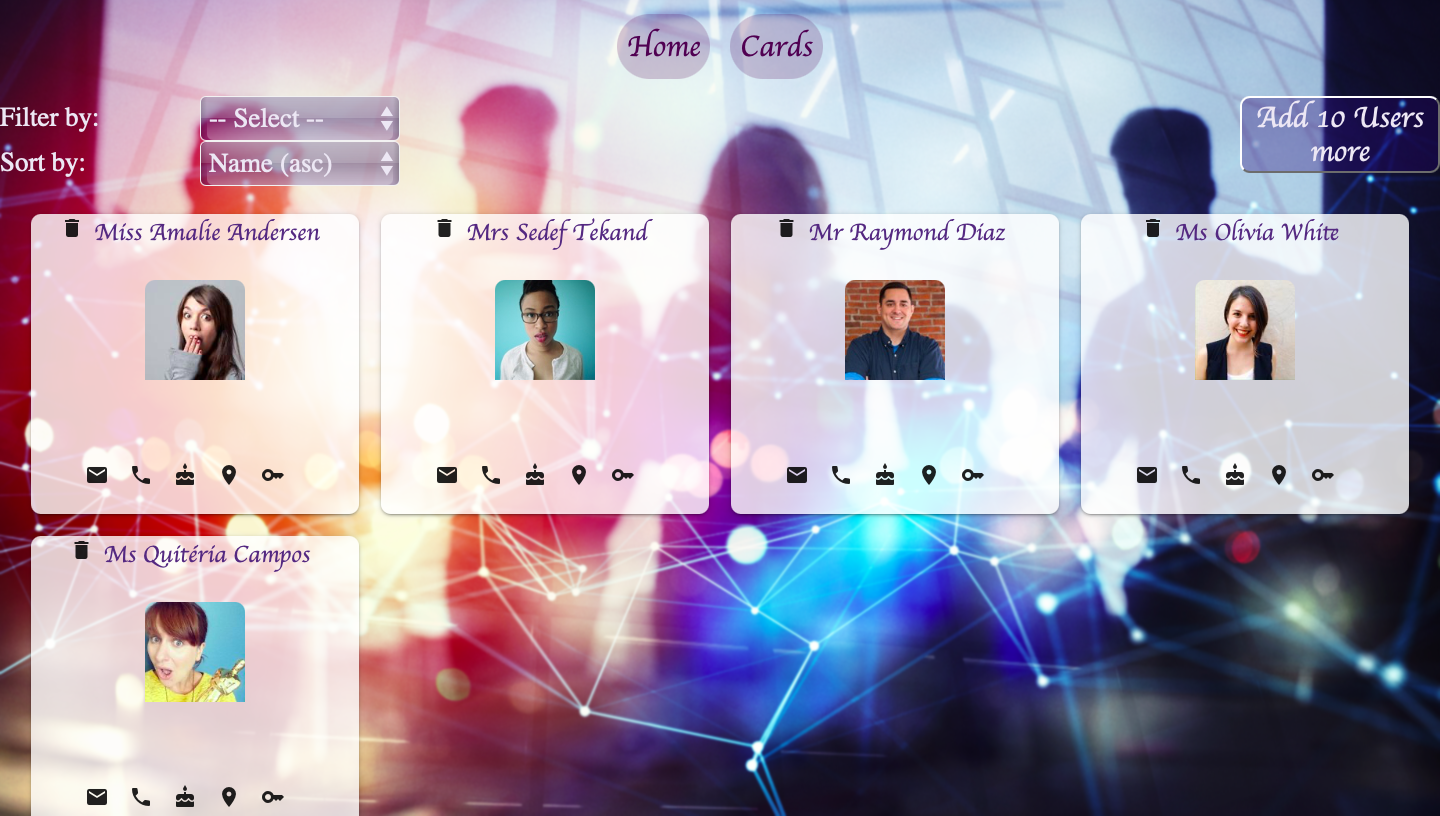 Home Cards
Filter by: -- Select --
Add 10 Users
more
Sort by: Name (asc)
Miss Amalie Andersen
Mrs Sedef Tekand
Mr Raymond Diaz
Ms Olivia White
Ms Quitéria Campos